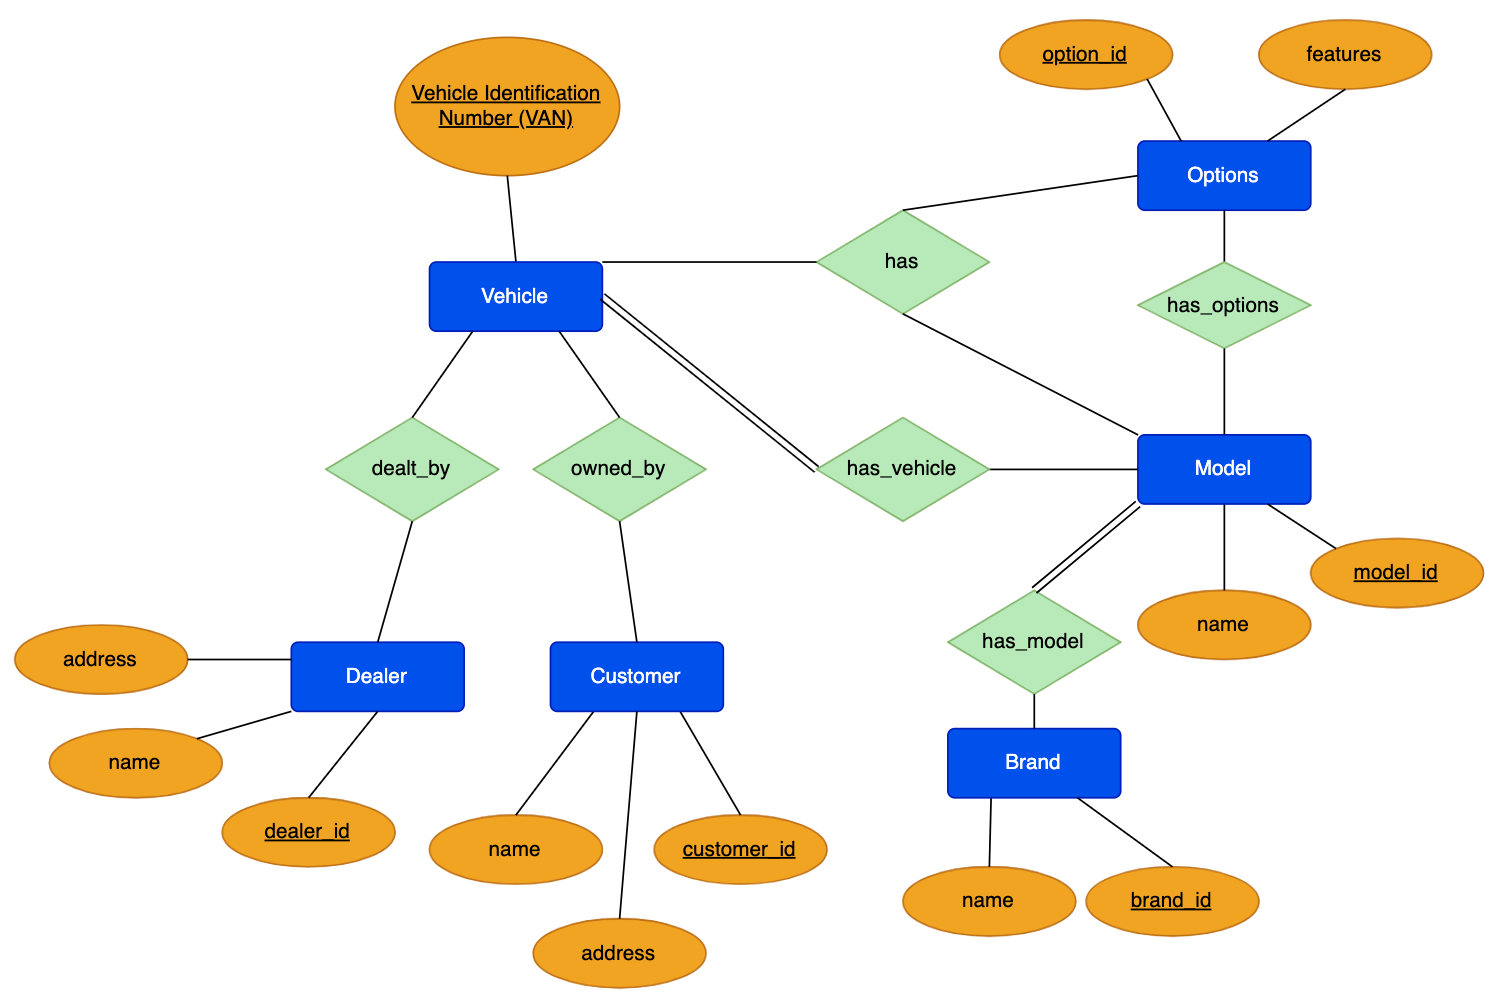 option_id
features
Vehicle Identification
Number (VAN)
Options
has
Vehicle
has_options
dealt_by
owned_by
has_vehicle
Model
model_id
name
has_model
address
Dealer
Customer
name
Brand
dealer_id
name
customer_id
name
brand_id
address